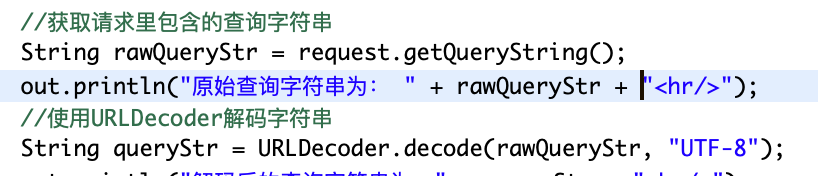 //获取请求里包含的查询字符串
String rawQueryStr = request.getQueryString();
out.println("原始查询字符串为： " + rawQueryStr + "<hr/>");
//使用URLDecoder解码字符串
String queryStr = URLDecoder.decode(rawQueryStr, "UTF-8");